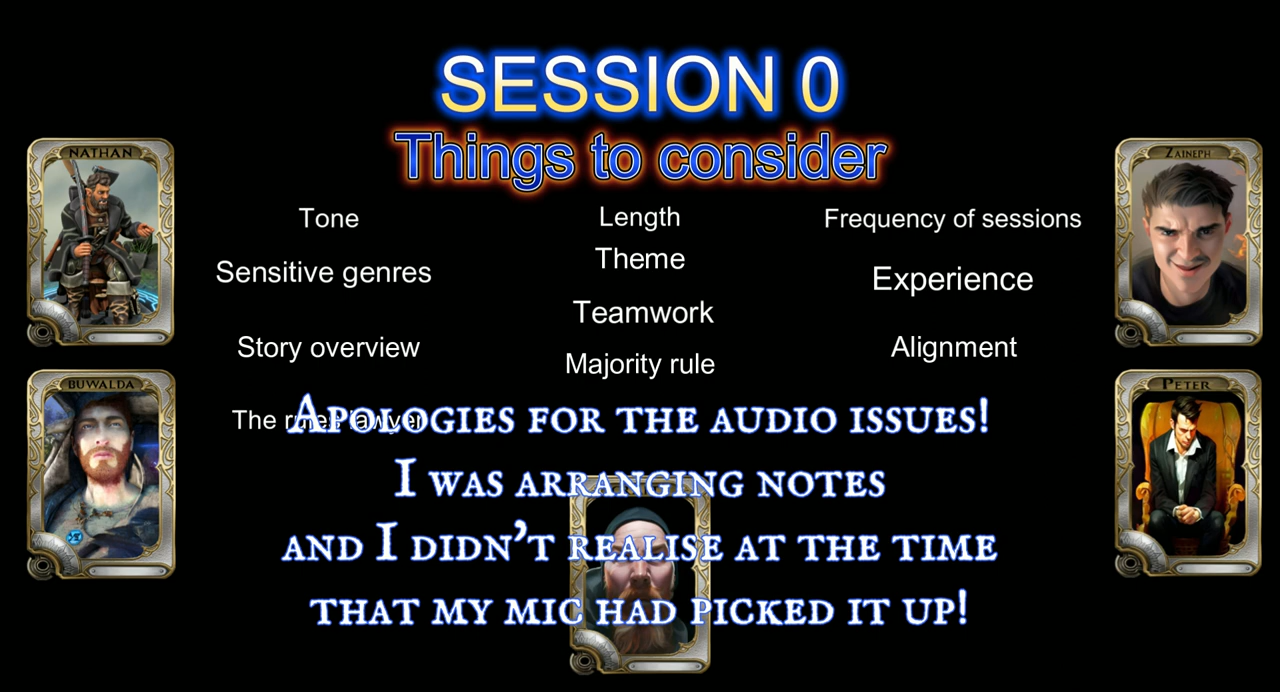 SESSION 0
Things to consider
NATHAN
ZAINEPH
Tone
Length
Frequency of sessions
Sensitive genres
Theme
Experience
Teamwork
Story overview
Majority rule
Alignment
BUWALDA
PETER
The rules lawyer
APOLOGIES FOR THE AUDIO ISSUES!
I WAS ARRANGING NOTES
AND I DIDN'T REALISE AT THE TIME
THAT MY MIC HAD PICKED IT UP!